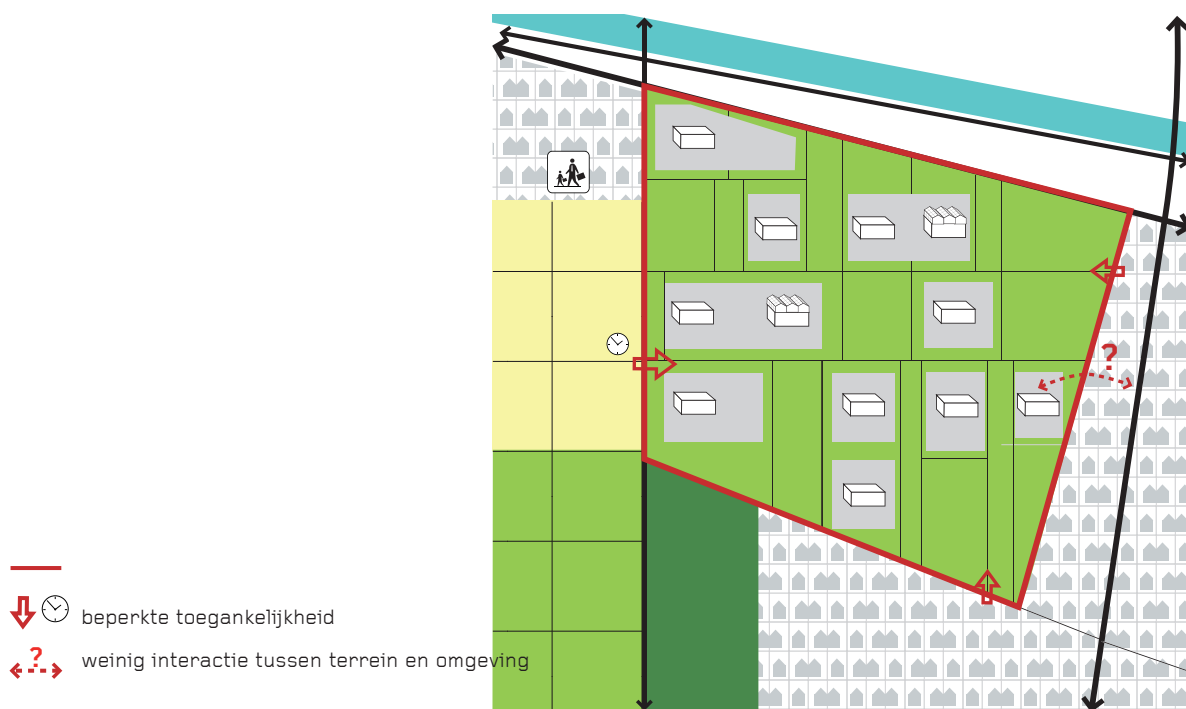 ?
beperkte toegankelijkheid
?
weinig interactie tussen terrein en omgeving